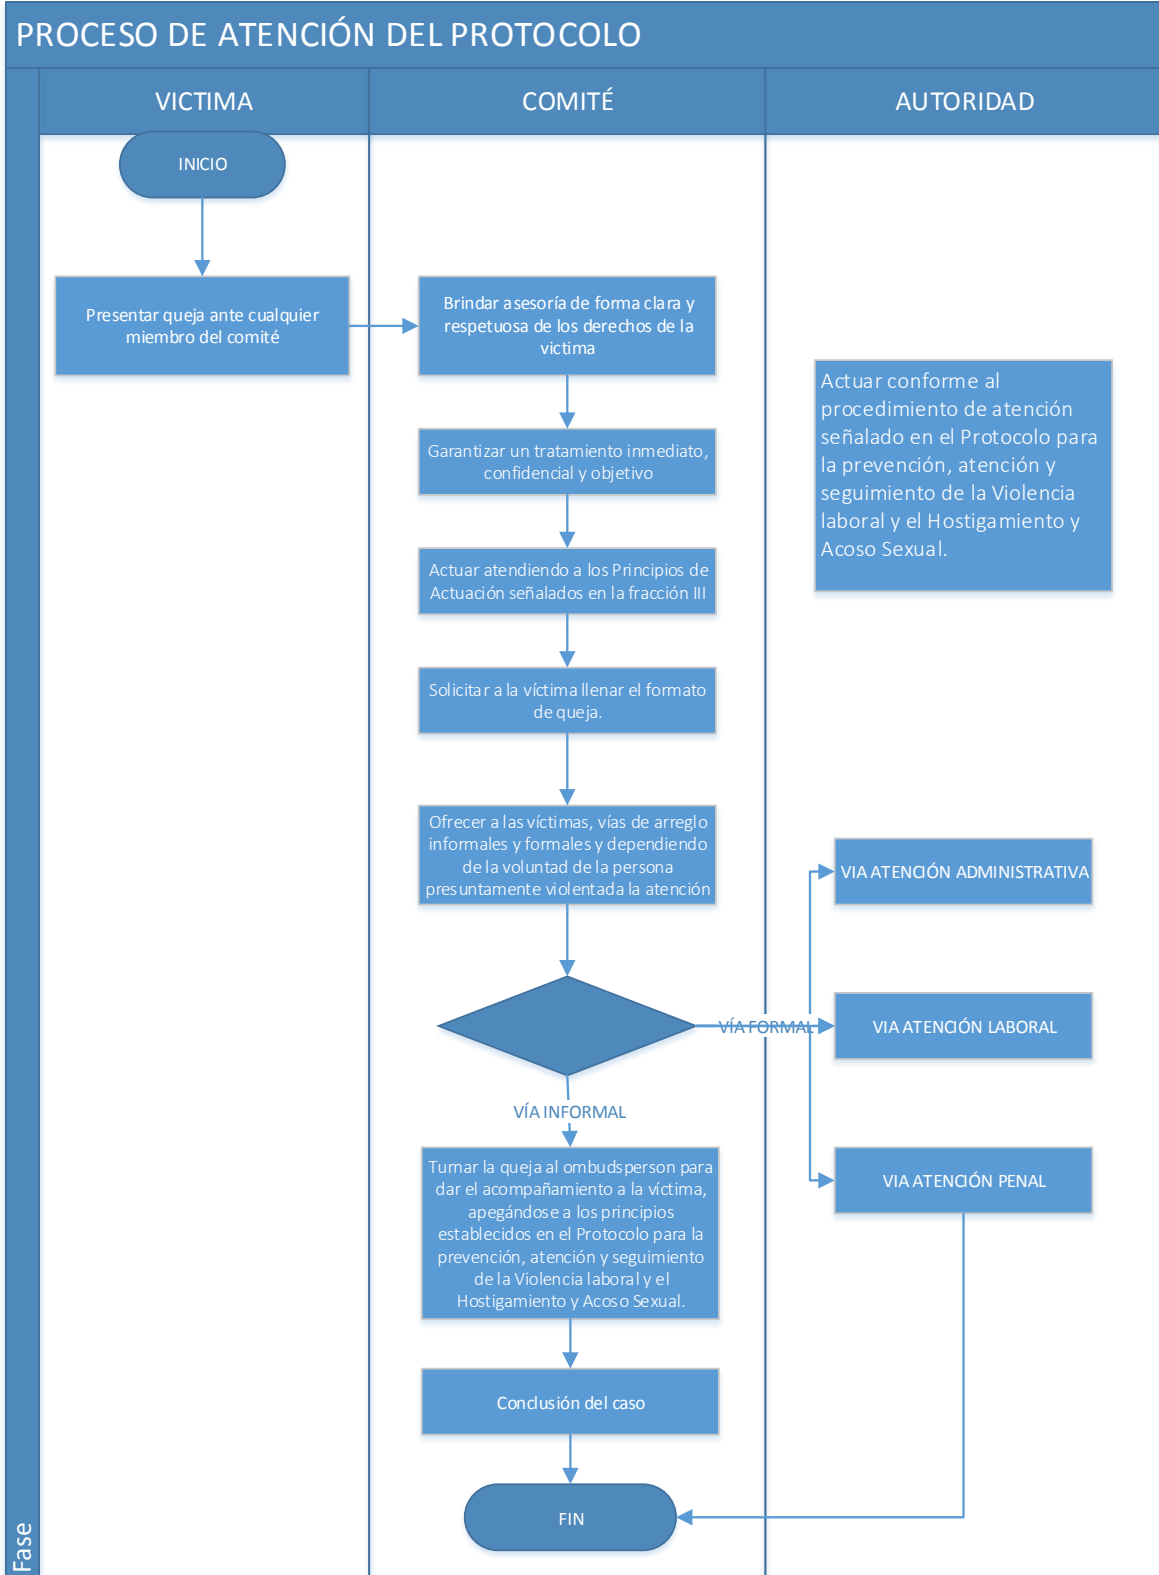 PROCESO DE ATENCIÓN DEL PROTOCOLO
VICTIMA
COMITÉ
AUTORIDAD
INICIO
Presentar queja ante cualquier
miembro del comité
Brindar asesoría de forma clara y
respetuosa de los derechos de la
victima
Actuar conforme al
procedimiento de atención
señalado en el Protocolo para
la prevención, atención y
seguimiento de la Violencia
laboral y el Hostigamiento y
Acoso Sexual.
Garantizar un tratamiento inmediato,
confidencial y objetivo
Actuar atendiendo a los Principios de
Actuación señalados en la fracción III
Solicitar a la víctima llenar el formato
de queja.
Ofrecer a las víctimas, vías de arreglo
informales y formales y dependiendo
de la voluntad de la persona
presuntamente violentada la atención
VIA ATENCIÓN ADMINISTRATIVA
VÍA FORMAL
VIA ATENCIÓN LABORAL
VÍA INFORMAL
VIA ATENCIÓN PENAL
Turnar la queja al ombudsperson para
dar el acompañamiento a la víctima,
apegándose a los principios
establecidos en el Protocolo para la
prevención, atención y seguimiento
de la Violencia laboral y el
Hostigamiento y Acoso Sexual.
Conclusión del caso
FIN
Fase